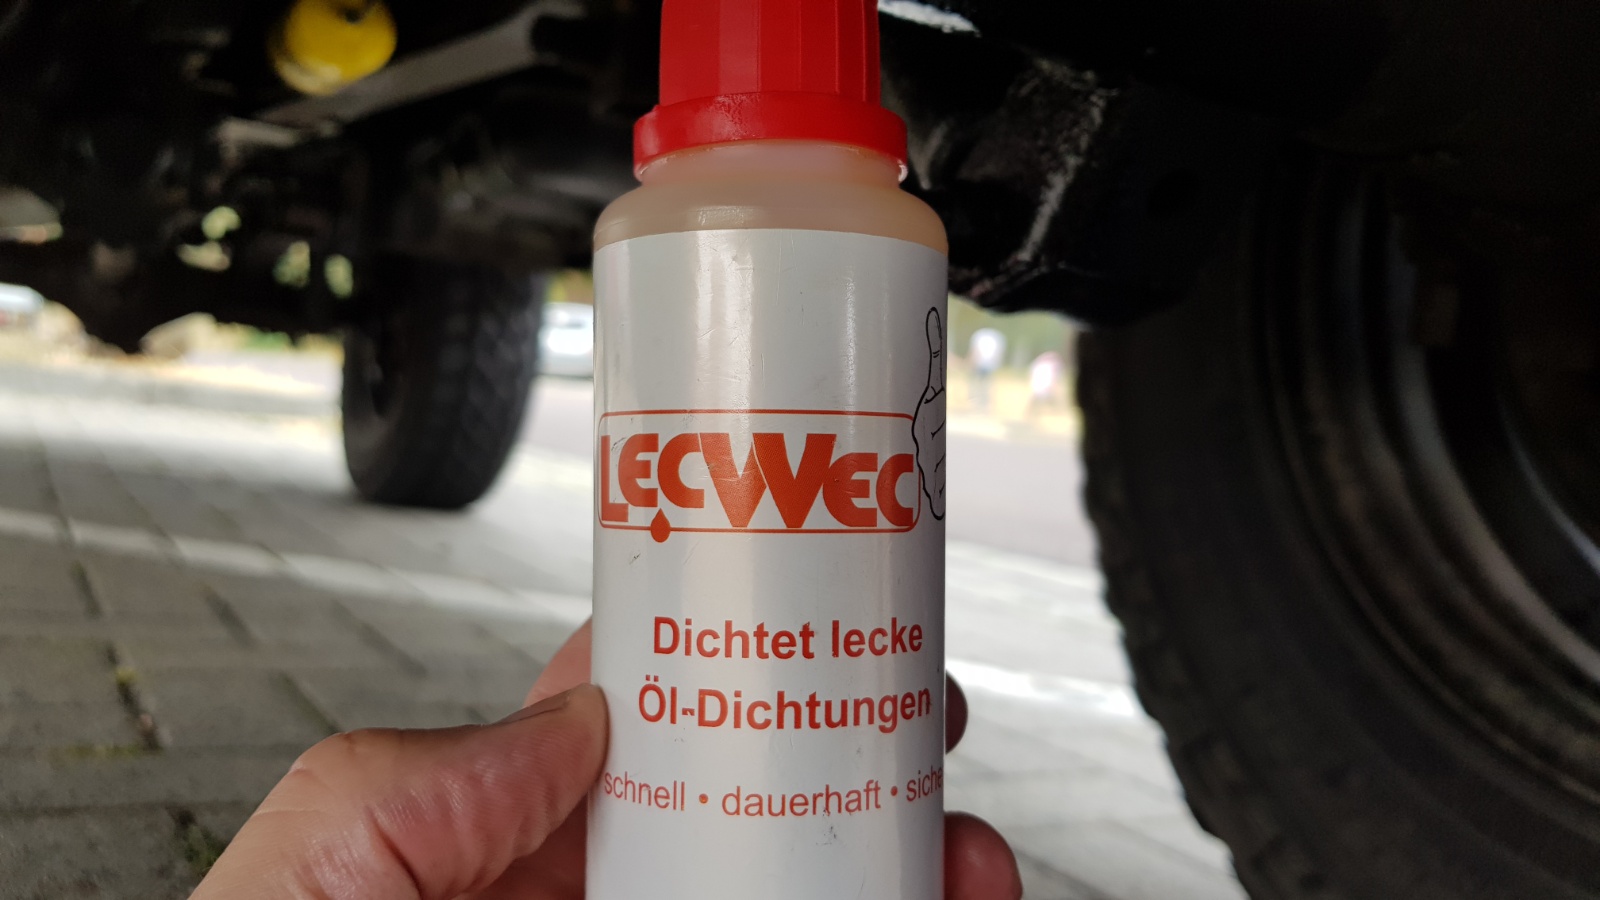 LECWEC
Dichtet lecke
Öl-Dichtungen
schnell • dauerhaft •